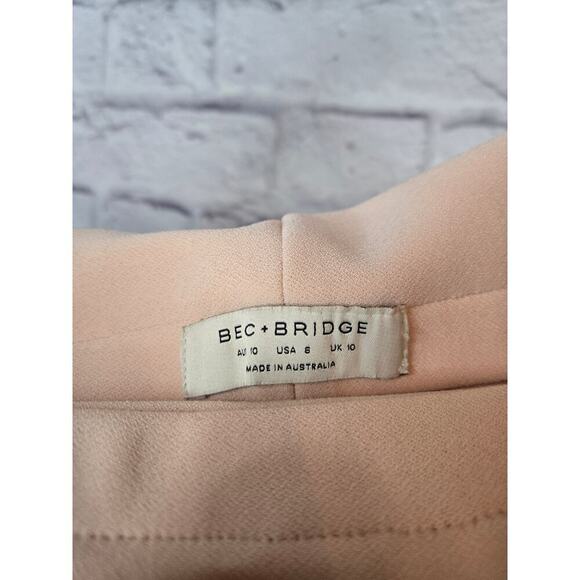 BEC + BRIDGE
AU 10 USA 6 UK 10
MADE IN AUSTRALIA